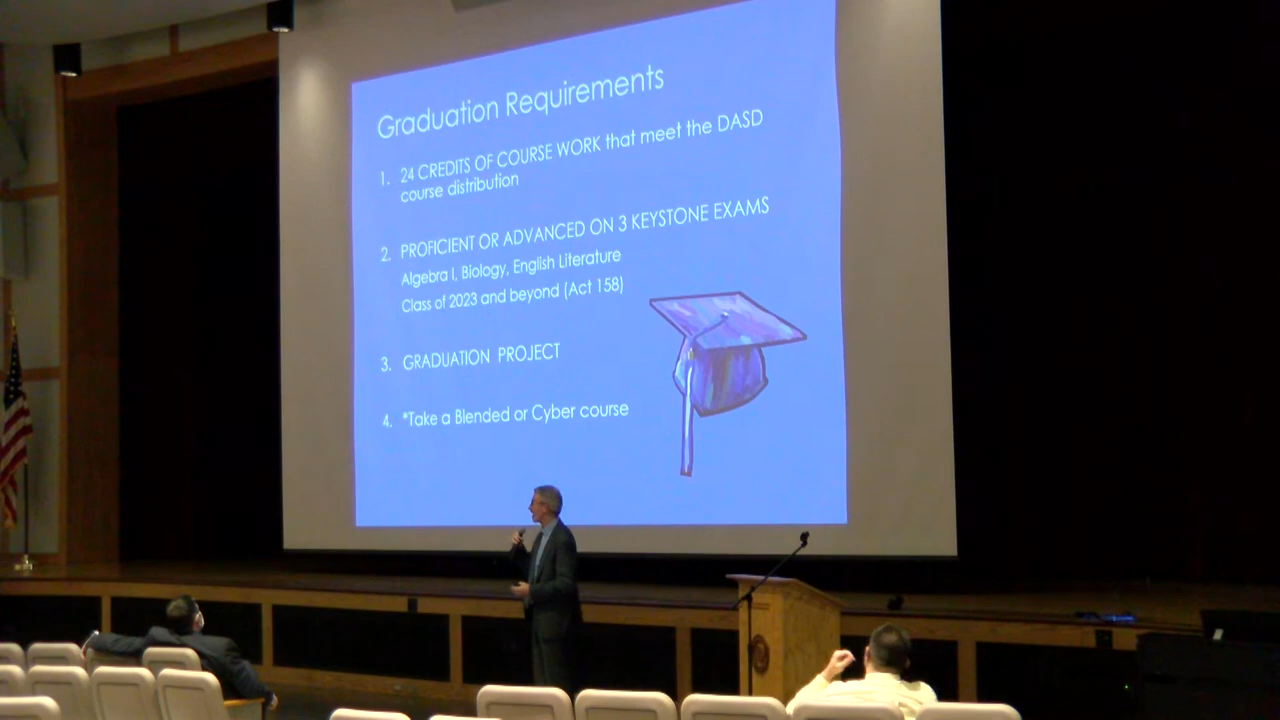 Graduation Requirements
1. 24 CREDITS OF COURSE WORK that meet the DASD
course distribution
2. PROFICIENT OR ADVANCED ON 3 KEYSTONE EXAMS
Algebra I, Biology, English Literature
Class of 2023 and beyond (Act 158)
3. GRADUATION PROJECT
4. *Take a Blended or Cyber course